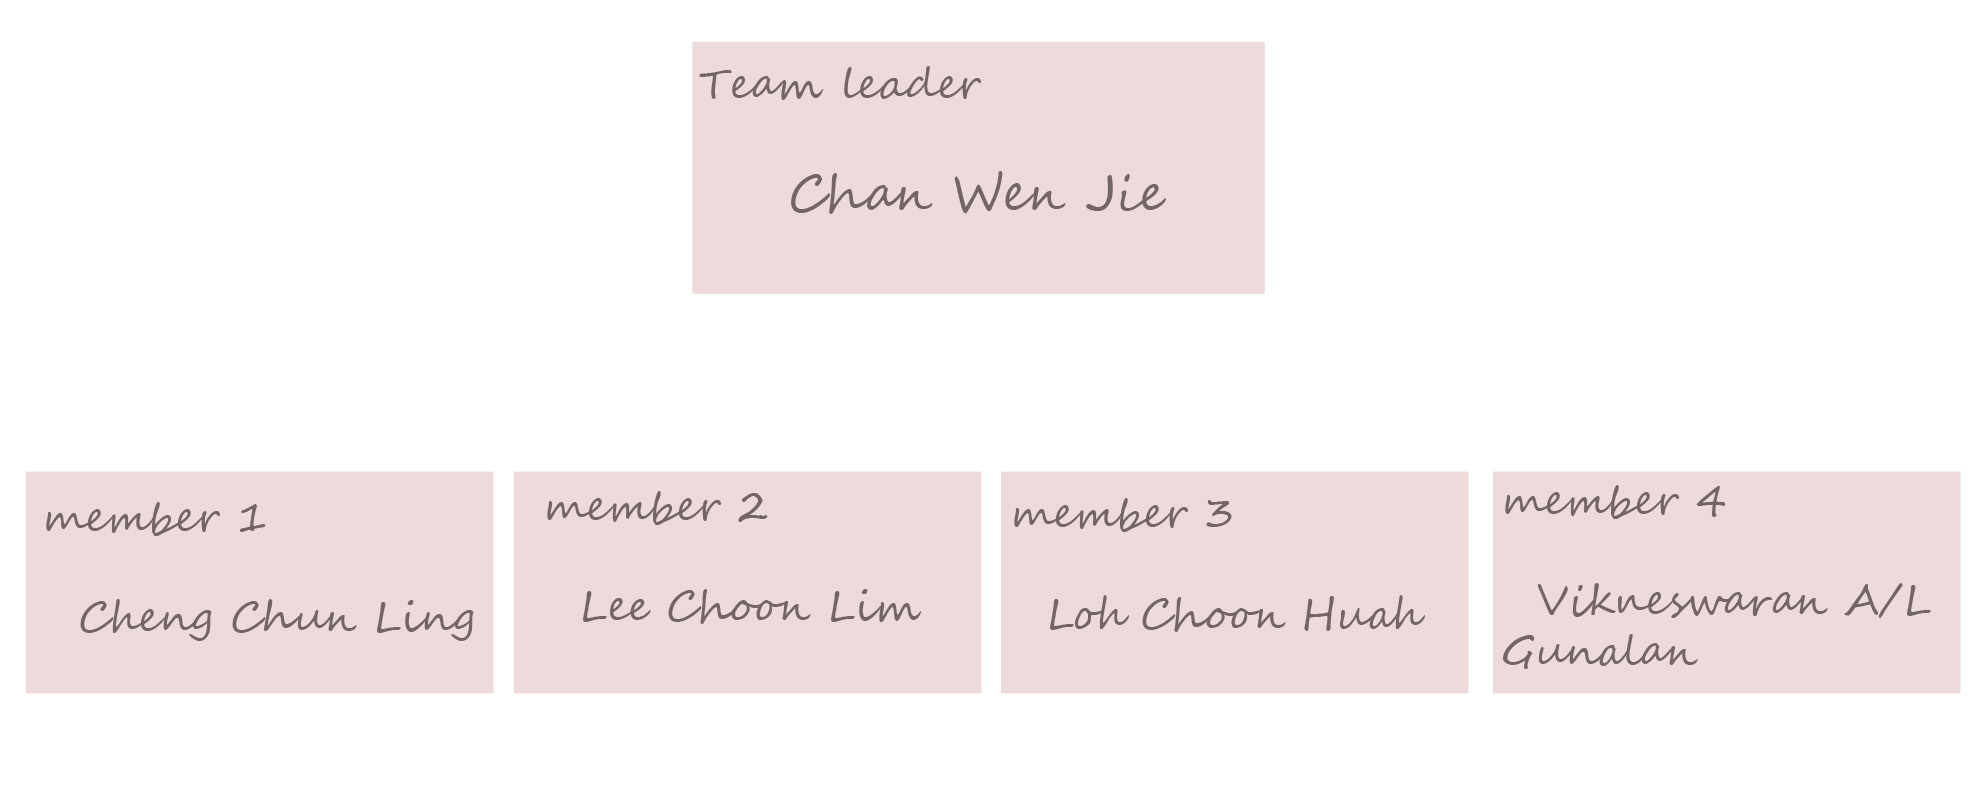 Team leader
Chan Wen Jie
member 1
Cheng Chun Ling
member 2
Lee Choon Lim
member 3
Loh Choon Huah
member 4
Vikneswaran A/L
Gunalan